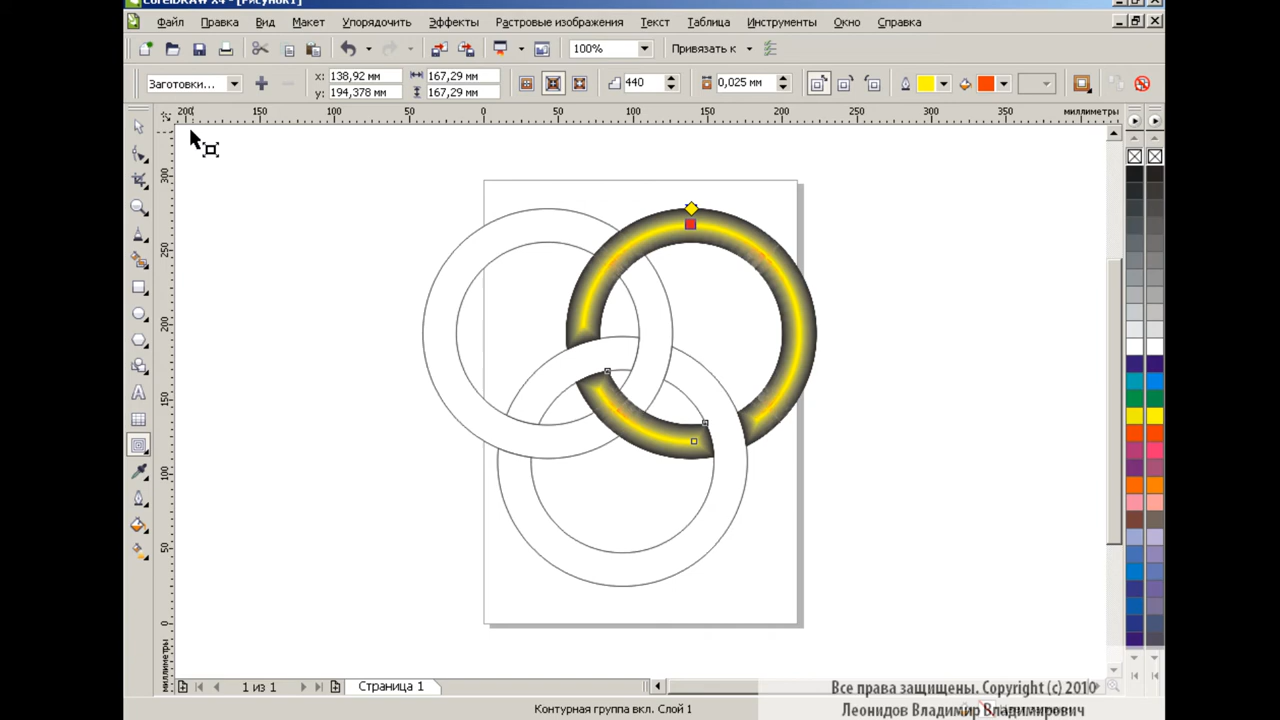 CorelDRAW X4 - [Рисунок1]
Файл Правка Вид Макет Упорядочить Эффекты Растровые изображения Текст Таблица Инструменты Окно Справка
100% Привязать к
Заготовки... x: 138,92 мм 167,29 мм 440 0,025 мм
y: 194,378 мм 167,29 мм
200 150 100 50 0 50 100 150 200 250 300 350 миллиметры
300
250
200
150
100
50
0
миллиметры
1 из 1 Страница 1
Все права защищены. Copyright (c) 2010
Контурная группа вкл. Слой 1
Леонидов Владимир Владимирович